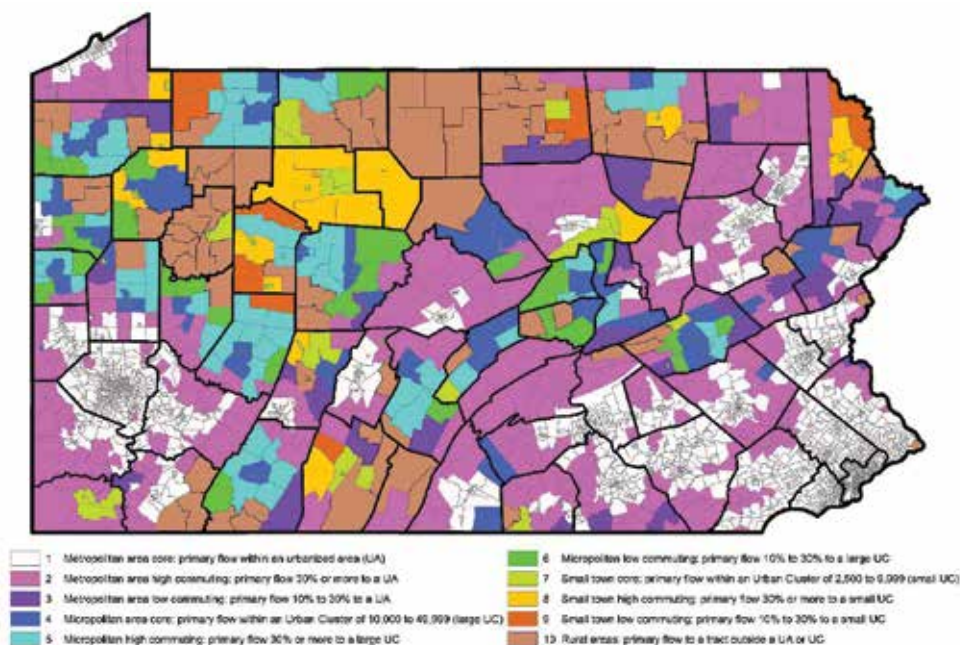 1 Metropolitan area core: primary flow within an urbanized area (UA)
2 Metropolitan area high commuting: primary flow 30% or more to a UA
3 Metropolitan area low commuting: primary flow 10% to 30% to a UA
4 Micropolitan area core: primary flow within an Urban Cluster of 10,000 to 49,999 (large UC)
5 Micropolitan high commuting: primary flow 30% or more to a large UC
6 Micropolitan low commuting: primary flow 10% to 30% to a large UC
7 Small town core: primary flow within an Urban Cluster of 2,500 to 9,999 (small UC)
8 Small town high commuting: primary flow 30% or more to a small UC
9 Small town low commuting: primary flow 10% to 30% to a small UC
10 Rural areas: primary flow to a tract outside a UA or UC